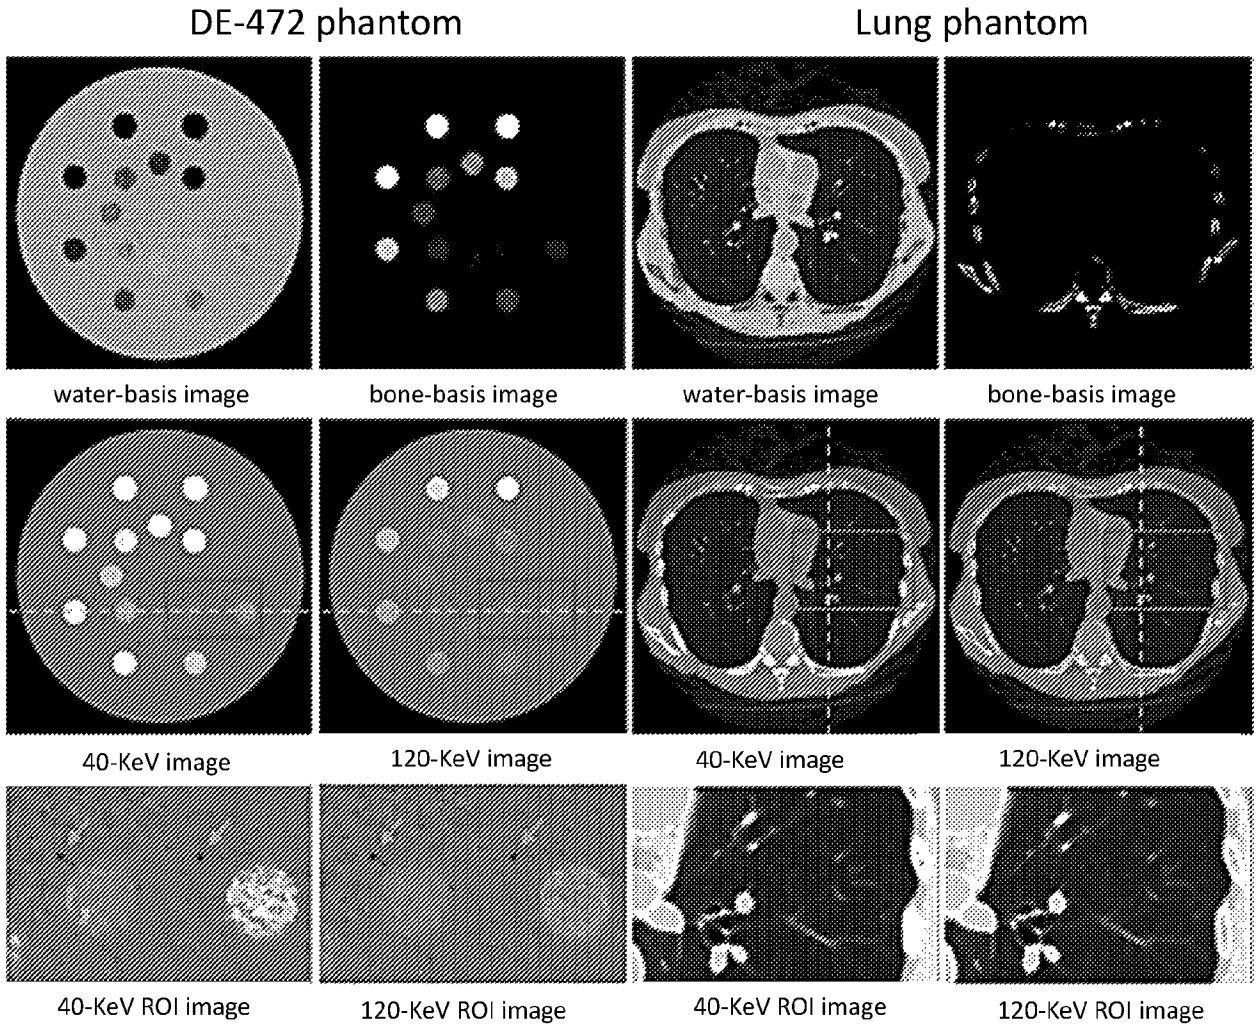 DE-472 phantom
Lung phantom
water-basis image
bone-basis image
water-basis image
bone-basis image
40-KeV image
120-KeV image
40-KeV image
120-KeV image
40-KeV ROI image
120-KeV ROI image
40-KeV ROI image
120-KeV ROI image